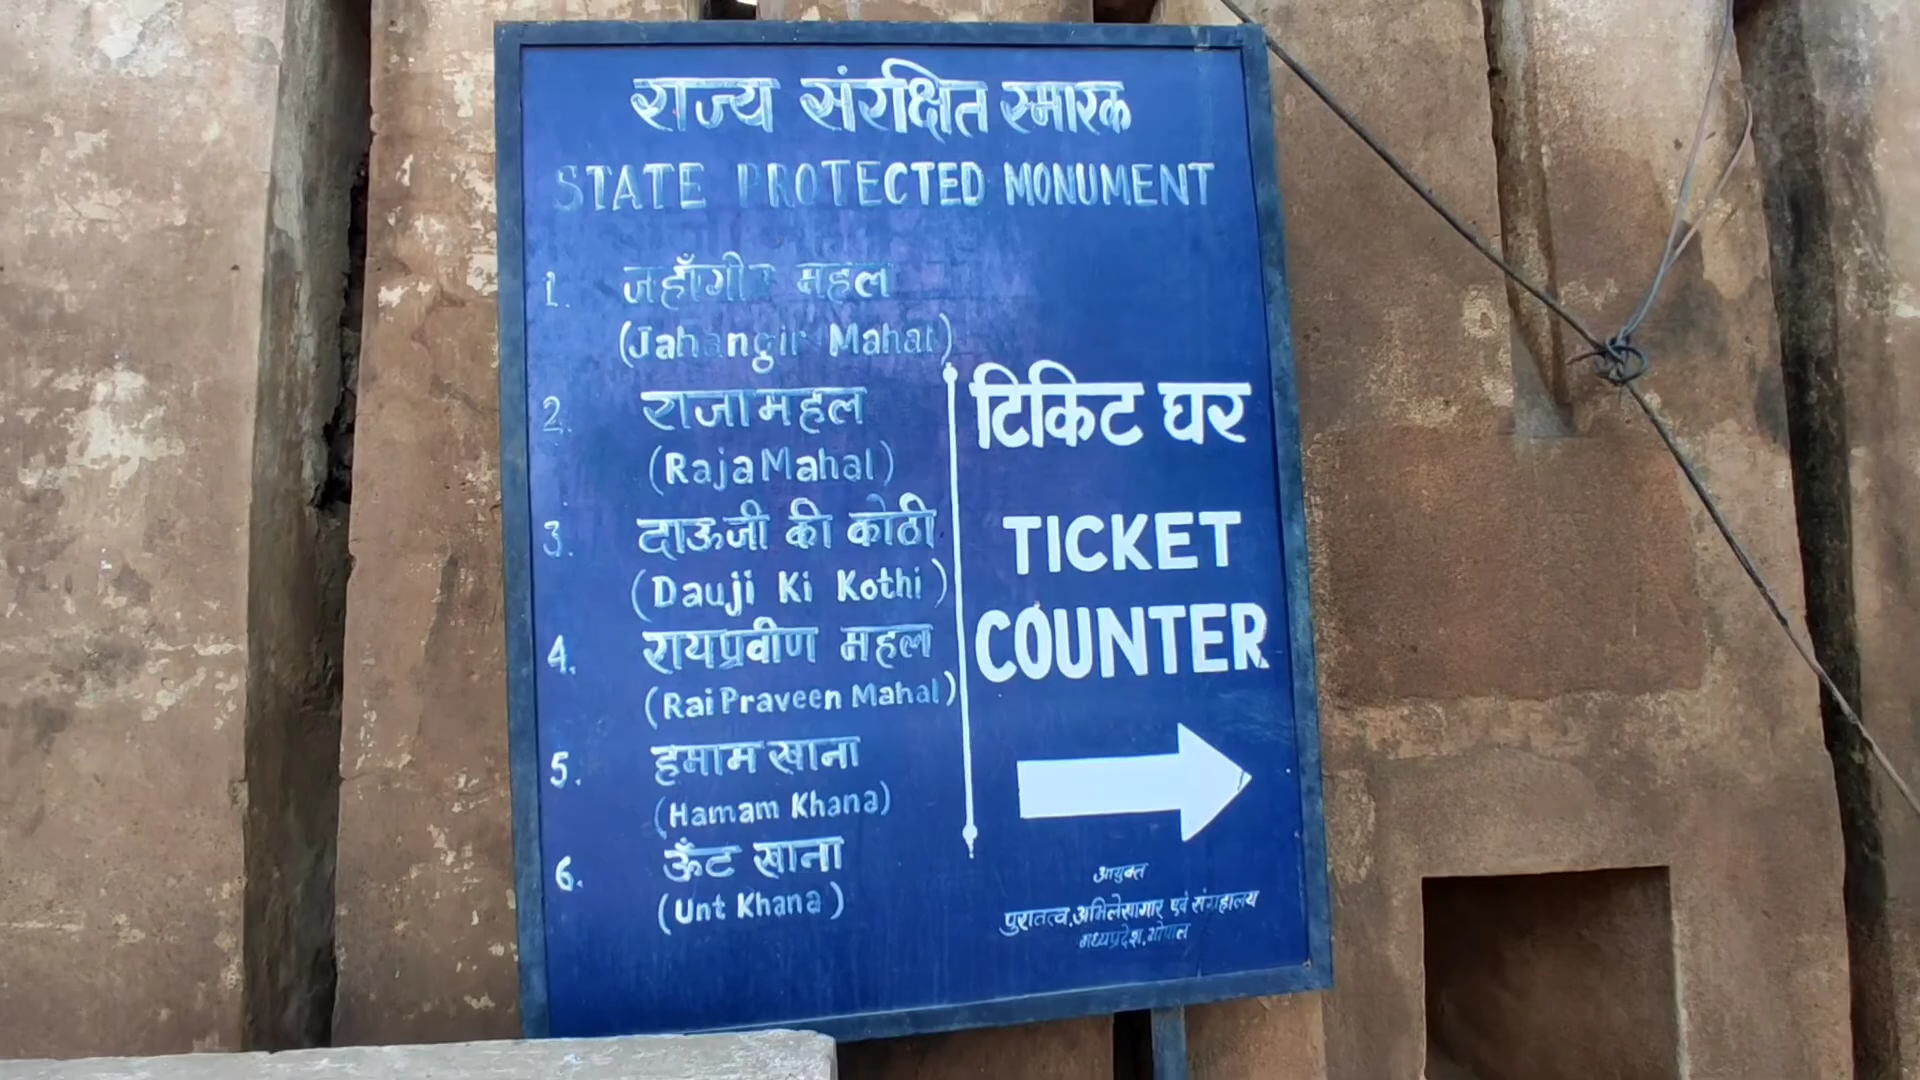 राज्य संरक्षित स्मारक
STATE PROTECTED MONUMENT
1. जहाँगीर महल
(Jahangir Mahal)
2. राजामहल
(Raja Mahal)
3. दाऊजी की कोठी
(Dauji Ki Kothi)
4. रायप्रवीण महल
(Rai Praveen Mahal)
5. हमाम खाना
(Hamam Khana)
6. ऊँट खाना
(Unt Khana)
टिकिट घर
TICKET
COUNTER
आयुक्त
पुरातत्व, अभिलेखागार एवं संग्रहालय
मध्यप्रदेश, भोपाल